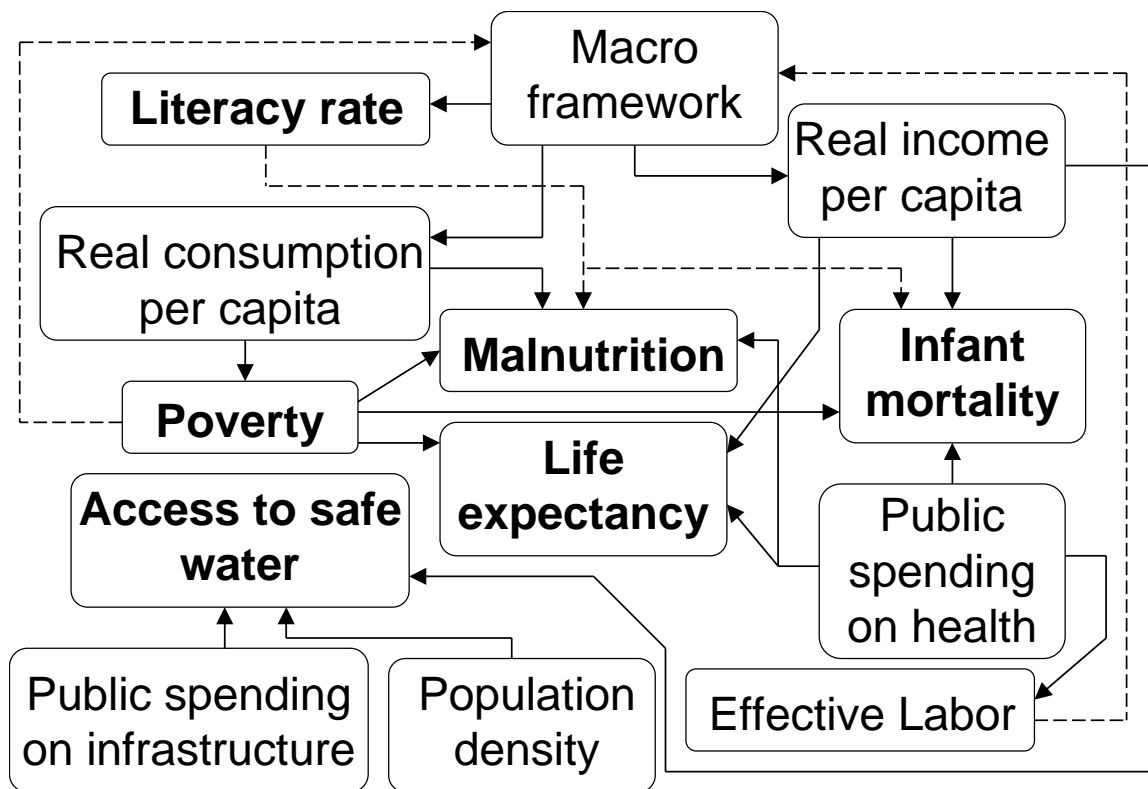 Macro
framework
Literacy rate
Real income
per capita
Real consumption
per capita
Malnutrition
Infant
mortality
Poverty
Life
expectancy
Access to safe
water
Public
spending
on health
Public spending
on infrastructure
Population
density
Effective Labor